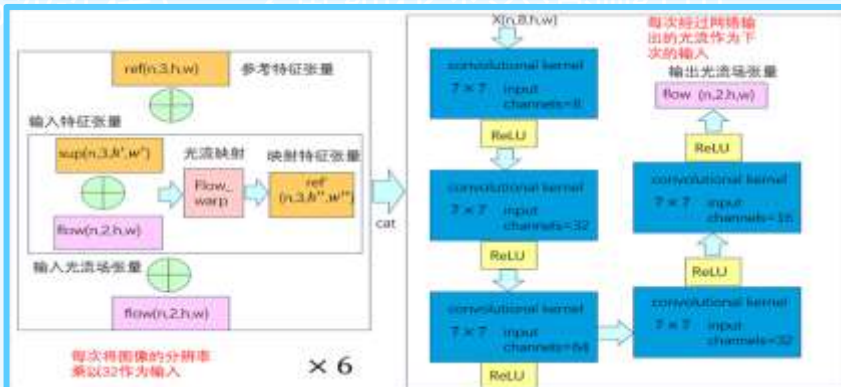 ref(n,3,h,w)
参考特征张量
输入特征张量
sup(n,3,h',w')
光流映射
映射特征张量
Flow_
warp
ref'
(n,3,h'',w'')
flow(n,2,h,w)
输入光流场张量
flow(n,2,h,w)
每次将图像的分辨率
乘以32作为输入
× 6
cat
X(n,8,h,w)
convolutional kernel
7 × 7 input
channels=8
ReLU
convolutional kernel
7 × 7 input
channels=32
ReLU
convolutional kernel
7 × 7 input
channels=64
ReLU
convolutional kernel
7 × 7 input
channels=32
ReLU
convolutional kernel
7 × 7 input
channels=16
ReLU
flow (n,2,h,w)
输出光流场张量
每次经过网络输
出的光流作为下
次的输入